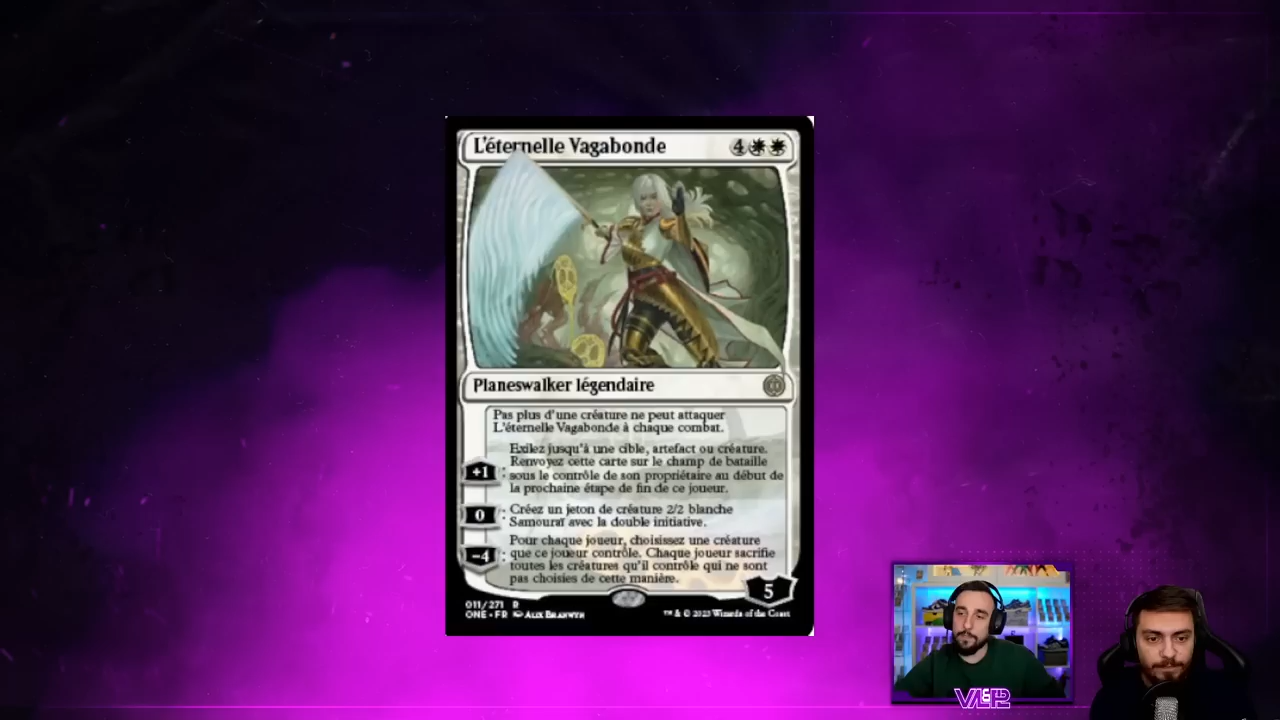 L'éternelle Vagabonde 4
Planeswalker légendaire
Pas plus d'une créature ne peut attaquer
L'éternelle Vagabonde à chaque combat.
Exilez jusqu'à une cible, artefact ou créature.
Renvoyez cette carte sur le champ de bataille
+1 : sous le contrôle de son propriétaire au début de
la prochaine étape de fin de ce joueur.
0 : Créez un jeton de créature 2/2 blanche
Samouraï avec la double initiative.
Pour chaque joueur, choisissez une créature
−4 : que ce joueur contrôle. Chaque joueur sacrifie
toutes les créatures qu'il contrôle qui ne sont
pas choisies de cette manière.
5
011/271 R
ONE • FR Alix Branwyn
™ & © 2023 Wizards of the Coast